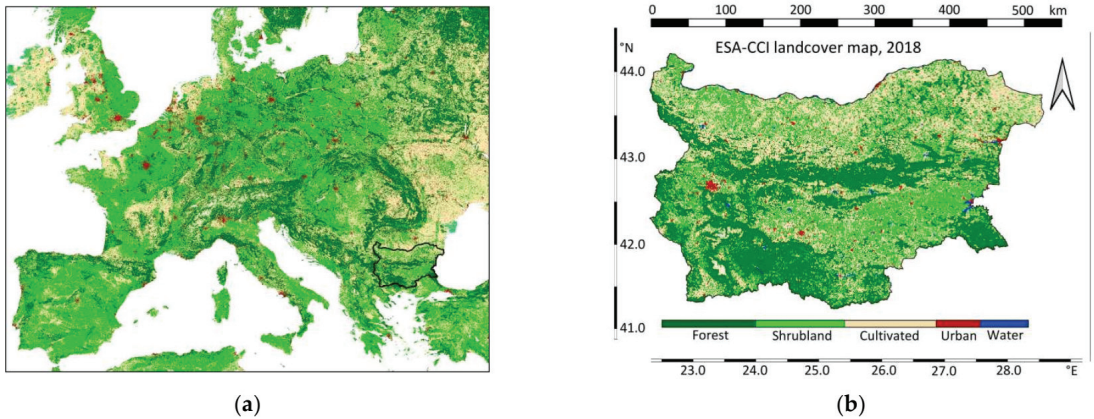 0 100 200 300 400 500 km
°N
ESA-CCI landcover map, 2018
44.0
43.0
42.0
41.0
Forest Shrubland Cultivated Urban Water
23.0 24.0 25.0 26.0 27.0 28.0 °E
(a) (b)